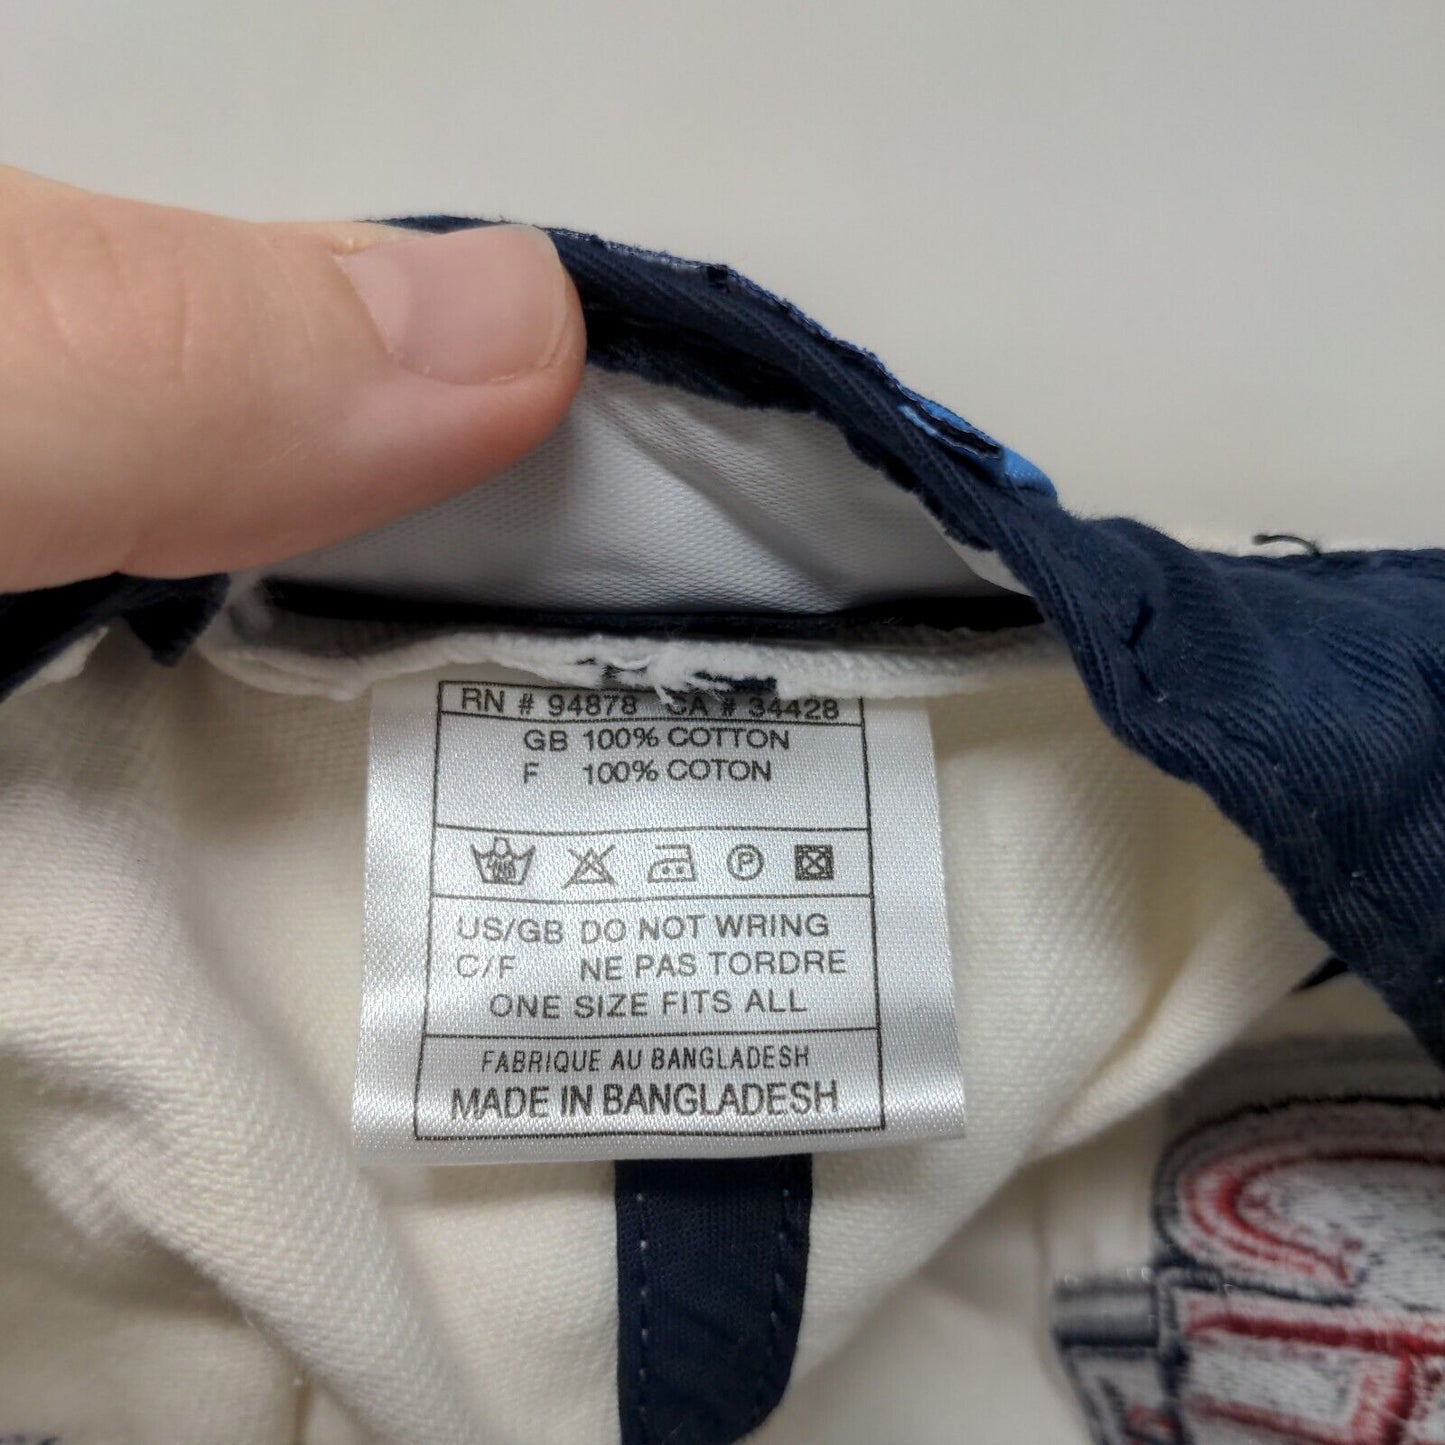 RN # 94878 CA # 34428
GB 100% COTTON
F 100% COTON
P
US/GB DO NOT WRING
C/F NE PAS TORDRE
ONE SIZE FITS ALL
FABRIQUE AU BANGLADESH
MADE IN BANGLADESH